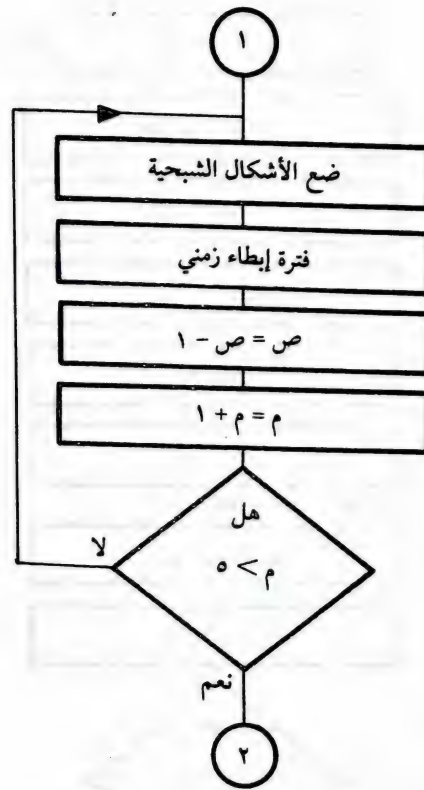 ١
ضع الأشكال الشبحية
فترة إبطاء زمني
ص = ص - ١
م = م + ١
هل
م > ٥
لا
نعم
٢